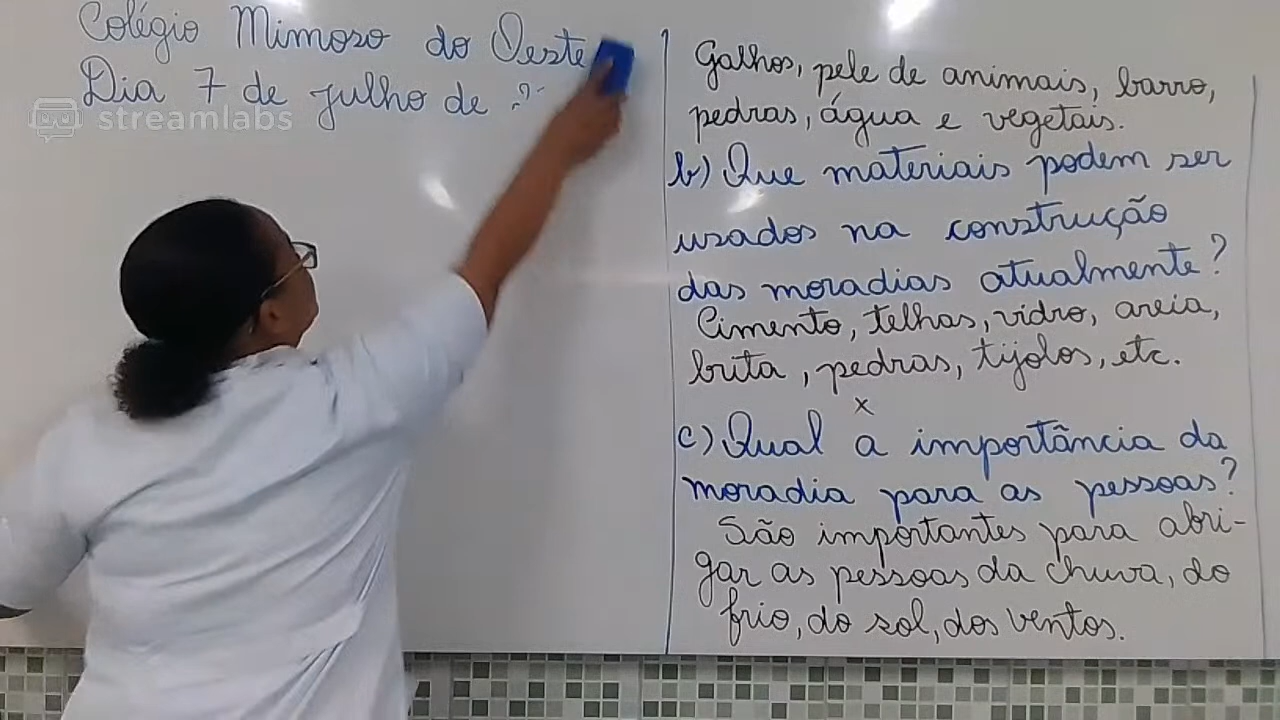 Colégio Mimoso do Oeste
Dia 7 de julho de
streamlabs
Galhos, pele de animais, barro,
pedras, água e vegetais.
b) Que materiais podem ser
usados na construção
das moradias atualmente?
Cimento, telhas, vidro, areia,
brita, pedras, tijolos, etc.
x
c) Qual a importância da
moradia para as pessoas?
São importantes para abri-
gar as pessoas da chuva, do
frio, do sol, dos ventos.